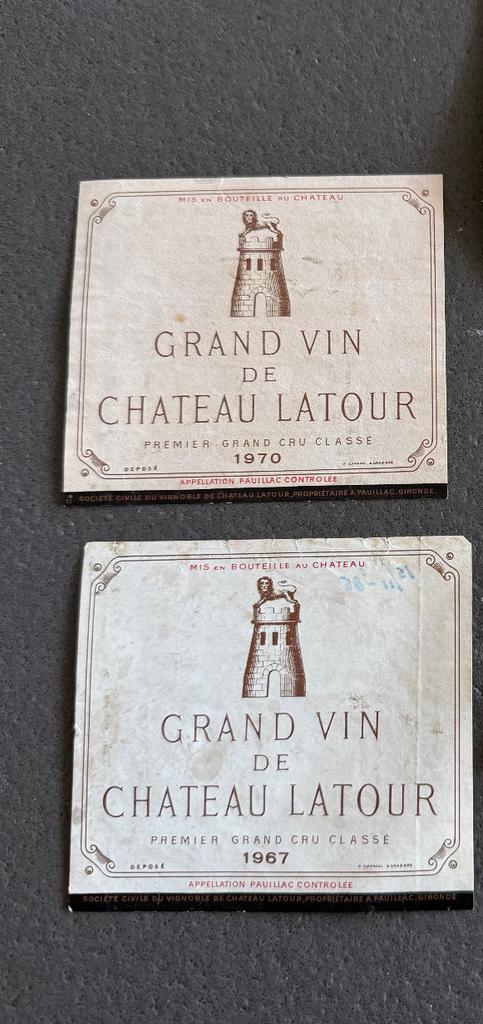 MIS EN BOUTEILLE AU CHATEAU
GRAND VIN
DE
CHATEAU LATOUR
PREMIER GRAND CRU CLASSÉ
1970
DÉPOSÉ
APPELLATION PAUILLAC CONTROLÉE
SOCIÉTÉ CIVILE DU VIGNOBLE DE CHATEAU LATOUR, PROPRIÉTAIRE A PAUILLAC, GIRONDE
MIS EN BOUTEILLE AU CHATEAU
GRAND VIN
DE
CHATEAU LATOUR
PREMIER GRAND CRU CLASSÉ
1967
DÉPOSÉ
APPELLATION PAUILLAC CONTROLÉE
SOCIÉTÉ CIVILE DU VIGNOBLE DE CHATEAU LATOUR, PROPRIÉTAIRE A PAUILLAC, GIRONDE